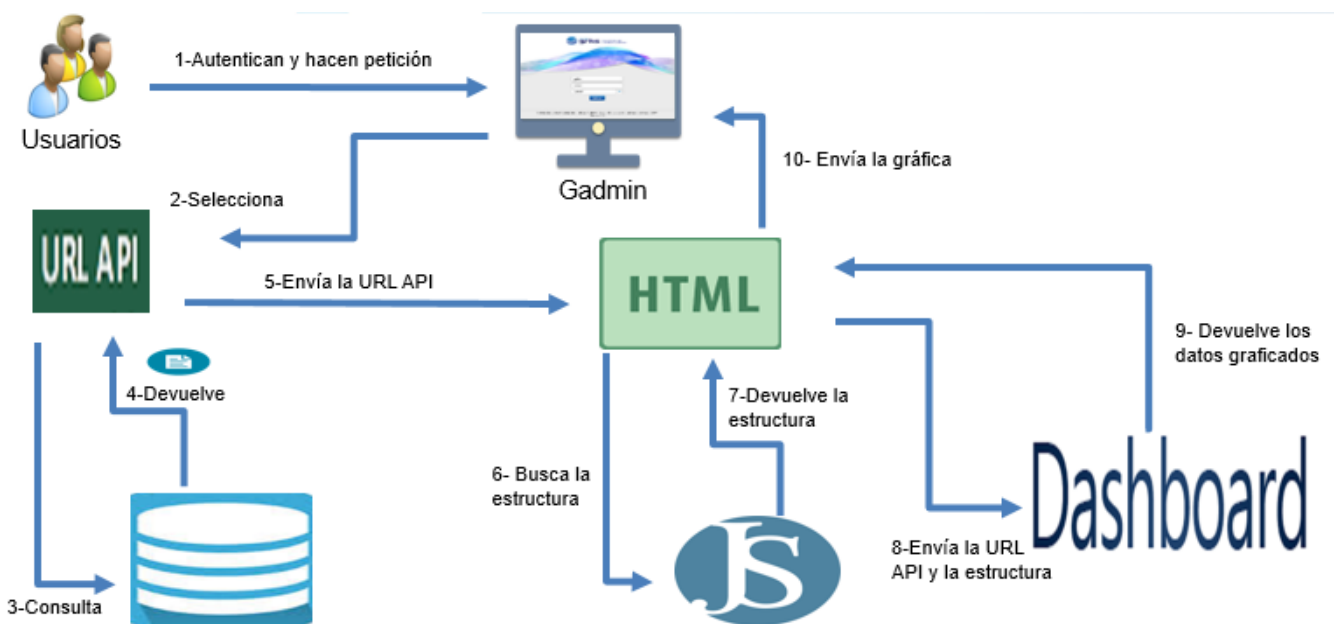 1-Autentican y hacen petición
Usuarios
Gadmin
10- Envía la gráfica
2-Selecciona
URL API
5-Envía la URL API
HTML
9- Devuelve los
datos graficados
4-Devuelve
7-Devuelve la
estructura
6- Busca la
estructura
Dashboard
JS
8-Envía la URL
API y la estructura
3-Consulta